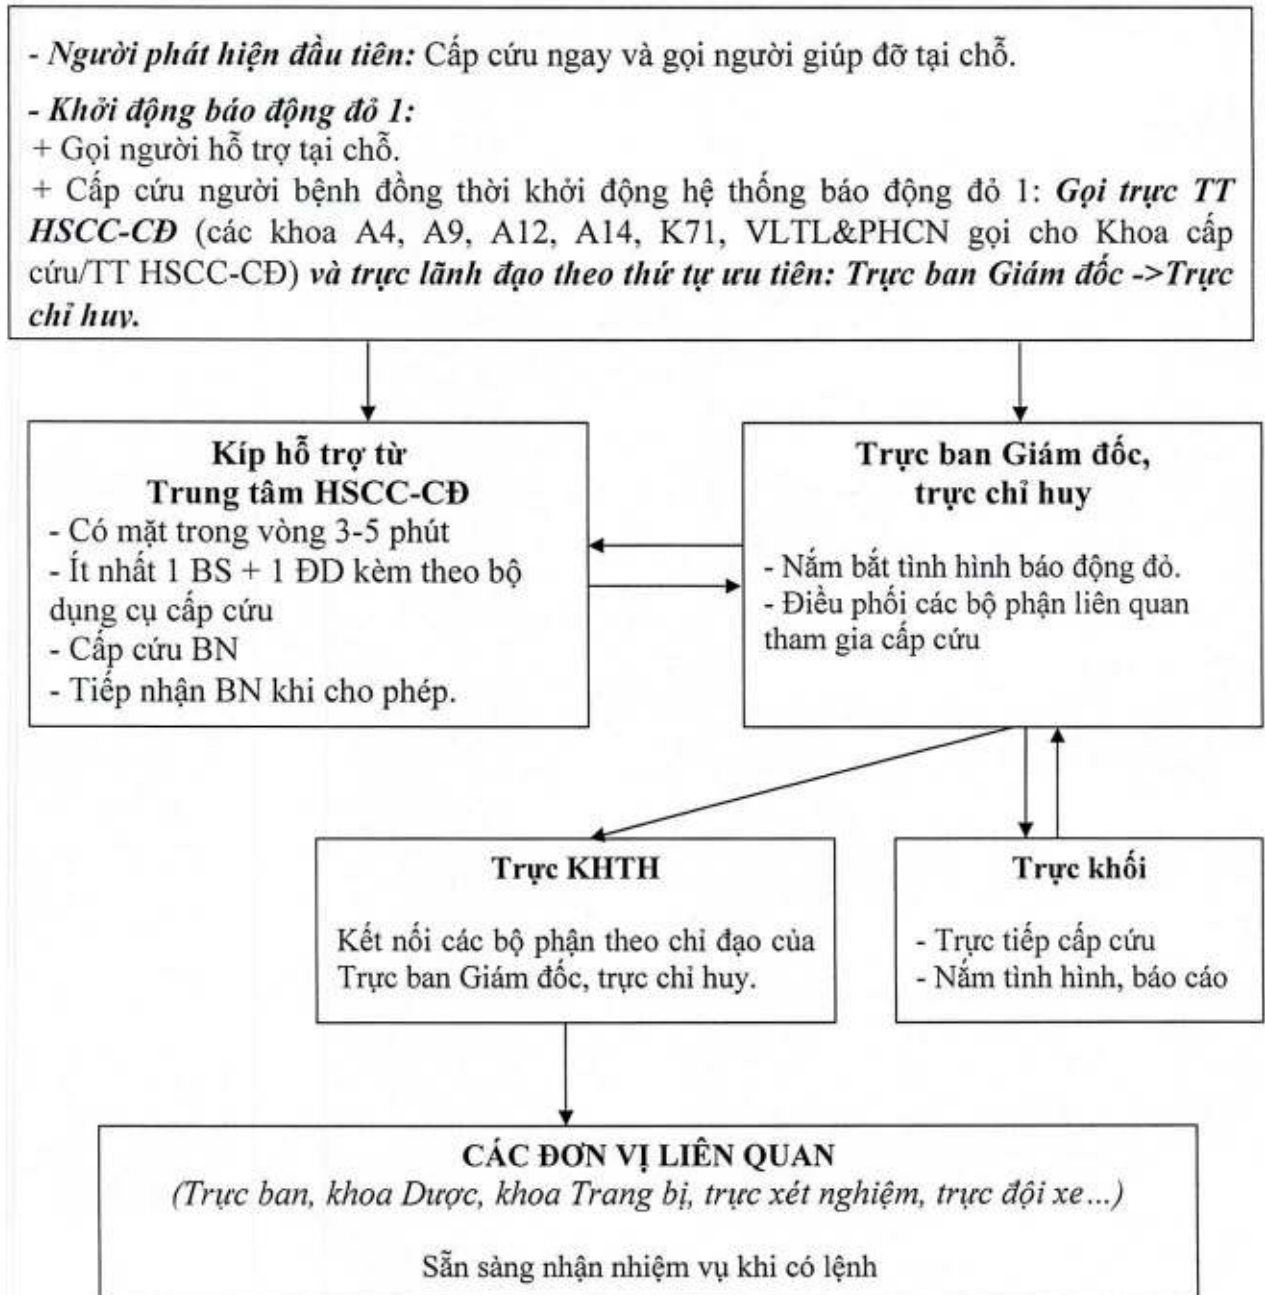 - Người phát hiện đầu tiên: Cấp cứu ngay và gọi người giúp đỡ tại chỗ.
- Khởi động báo động đỏ 1:
+ Gọi người hỗ trợ tại chỗ.
+ Cấp cứu người bệnh đồng thời khởi động hệ thống báo động đỏ 1: Gọi trực TT
HSCC-CĐ (các khoa A4, A9, A12, A14, K71, VLTL&PHCN gọi cho Khoa cấp
cứu/TT HSCC-CĐ) và trực lãnh đạo theo thứ tự ưu tiên: Trực ban Giám đốc ->Trực
chỉ huy.
Kíp hỗ trợ từ
Trung tâm HSCC-CĐ
- Có mặt trong vòng 3-5 phút
- Ít nhất 1 BS + 1 ĐD kèm theo bộ
dụng cụ cấp cứu
- Cấp cứu BN
- Tiếp nhận BN khi cho phép.
Trực ban Giám đốc,
trực chỉ huy
- Nắm bắt tình hình báo động đỏ.
- Điều phối các bộ phận liên quan
tham gia cấp cứu
Trực KHTH
Kết nối các bộ phận theo chỉ đạo của
Trực ban Giám đốc, trực chỉ huy.
Trực khối
- Trực tiếp cấp cứu
- Nắm tình hình, báo cáo
CÁC ĐƠN VỊ LIÊN QUAN
(Trực ban, khoa Dược, khoa Trang bị, trực xét nghiệm, trực đội xe...)
Sẵn sàng nhận nhiệm vụ khi có lệnh